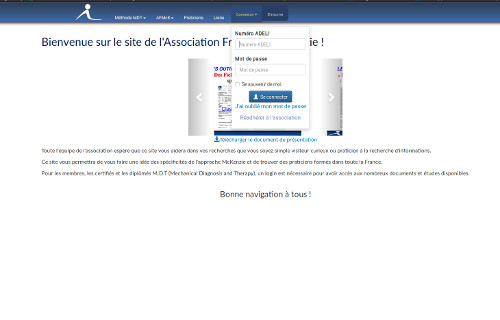 Méthode MDT AFMcK Praticiens Liens Connexion
Bienvenue sur le site de l'Association Fr
ie !
Numéro ADELI
Numéro ADELI
Mot de passe
Mot de passe
Se souvenir de moi
Se connecter
J'ai oublié mon mot de passe
Réadhérer à l'association
Télécharger le document de présentation
Toute l'équipe de l'association espère que ce site vous aidera dans vos recherches que vous soyez simple visiteur curieux ou praticien à la recherche d'informations.
Ce site vous permettra de vous faire une idée des spécificités de l'approche McKenzie et de trouver des praticiens formés dans toute la France.
Pour les membres, les certifiés et les diplômés M.D.T (Mechanical Diagnosis and Therapy), un login est nécessaire pour avoir accès aux nombreux documents et études disponibles.
Bonne navigation à tous !